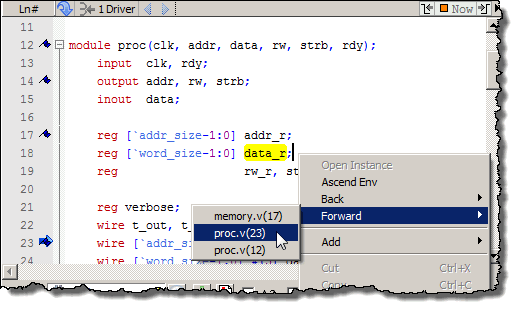 Ln# 1 Driver Now
11
12 module proc(clk, addr, data, rw, strb, rdy);
13 input clk, rdy;
14 output addr, rw, strb;
15 inout data;
16
17 reg [`addr_size-1:0] addr_r;
18 reg [`word_size-1:0] data_r;
19 reg rw_r,
20
21 reg verbose;
22 wire t_out,
23 wire [`addr_s
24 wire [`word_size-1:0]
Open Instance
Ascend Env
Back
Forward
Add
Cut Ctrl+X
Copy Ctrl+C
memory.v(17)
proc.v(23)
proc.v(12)